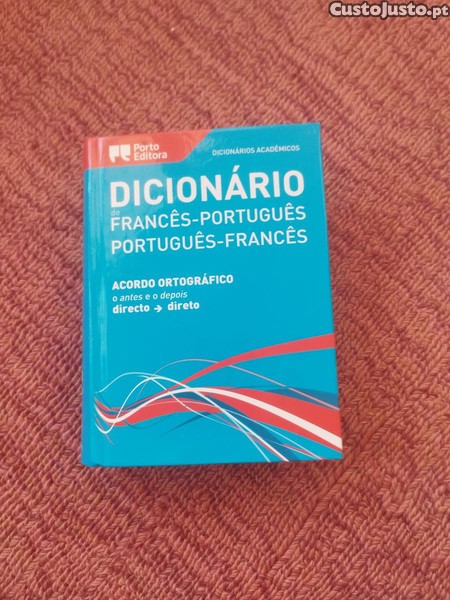 CustoJusto.pt
Porto
Editora
DICIONÁRIOS ACADÉMICOS
DICIONÁRIO
de
FRANCÊS-PORTUGUÊS
PORTUGUÊS-FRANCÊS
ACORDO ORTOGRÁFICO
o antes e o depois
directo → direto